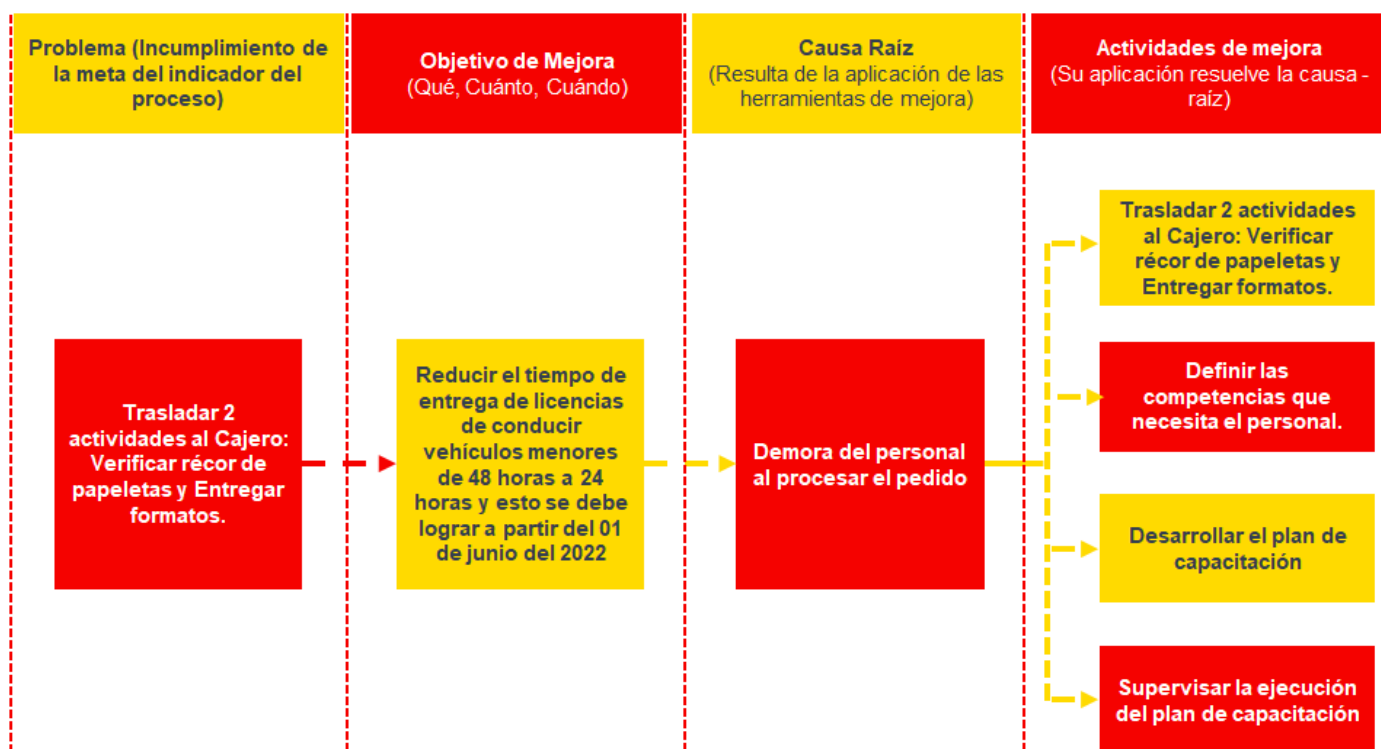 Problema (Incumplimiento de
la meta del indicador del
proceso)
Objetivo de Mejora
(Qué, Cuánto, Cuándo)
Causa Raíz
(Resulta de la aplicación de las
herramientas de mejora)
Actividades de mejora
(Su aplicación resuelve la causa -
raíz)
Trasladar 2
actividades al Cajero:
Verificar récor de
papeletas y Entregar
formatos.
Reducir el tiempo de
entrega de licencias
de conducir
vehículos menores
de 48 horas a 24
horas y esto se debe
lograr a partir del 01
de junio del 2022
Demora del personal
al procesar el pedido
Trasladar 2 actividades
al Cajero: Verificar
récor de papeletas y
Entregar formatos.
Definir las
competencias que
necesita el personal.
Desarrollar el plan de
capacitación
Supervisar la ejecución
del plan de capacitación